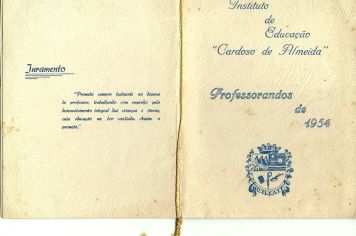 Juramento
"Prometo cumprir lealmente os deveres
de professor, trabalhando com empenho pelo
desenvolvimento integral das crianças e jovens,
cuja educação me for confiada. Assim o
prometo."
Instituto
de
Educação
"Cardoso de Almeida"
Professorandos
de
1954
BOTUCATU